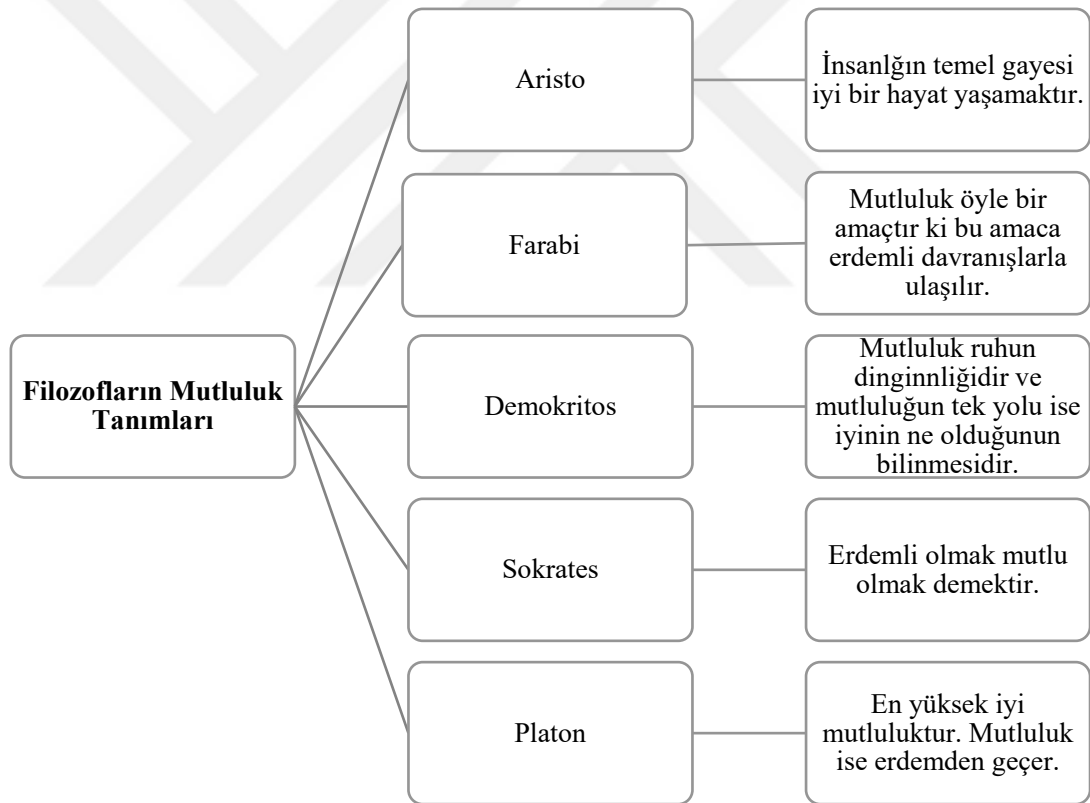 Aristo
İnsanlğın temel gayesi
iyi bir hayat yaşamaktır.
Farabi
Mutluluk öyle bir
amaçtır ki bu amaca
erdemli davranışlarla
ulaşılır.
Filozofların Mutluluk
Tanımları
Demokritos
Mutluluk ruhun
dinginnliğidir ve
mutluluğun tek yolu ise
iyinin ne olduğunun
bilinmesidir.
Sokrates
Erdemli olmak mutlu
olmak demektir.
Platon
En yüksek iyi
mutluluktur. Mutluluk
ise erdemden geçer.